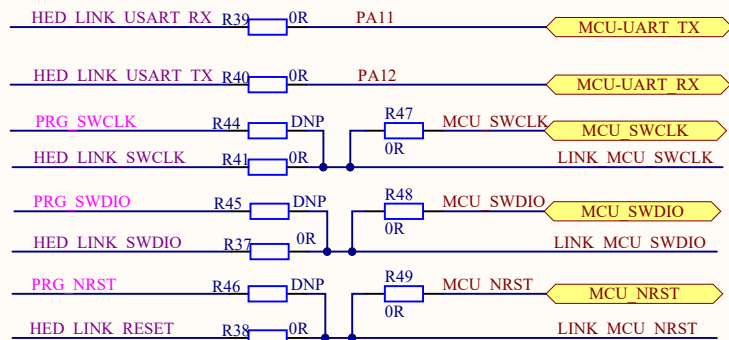 HED_LINK_USART_RX R39 0R PA11 MCU-UART_TX
HED_LINK_USART_TX R40 0R PA12 MCU-UART_RX
R47
PRG_SWCLK R44 DNP MCU_SWCLK MCU_SWCLK
0R
HED_LINK_SWCLK R41 0R LINK_MCU_SWCLK
PRG_SWDIO R45 DNP R48 MCU_SWDIO MCU_SWDIO
0R
HED_LINK_SWDIO R37 0R LINK_MCU_SWDIO
R49
PRG_NRST R46 DNP MCU_NRST MCU_NRST
0R
HED_LINK_RESET R38 0R LINK_MCU_NRST